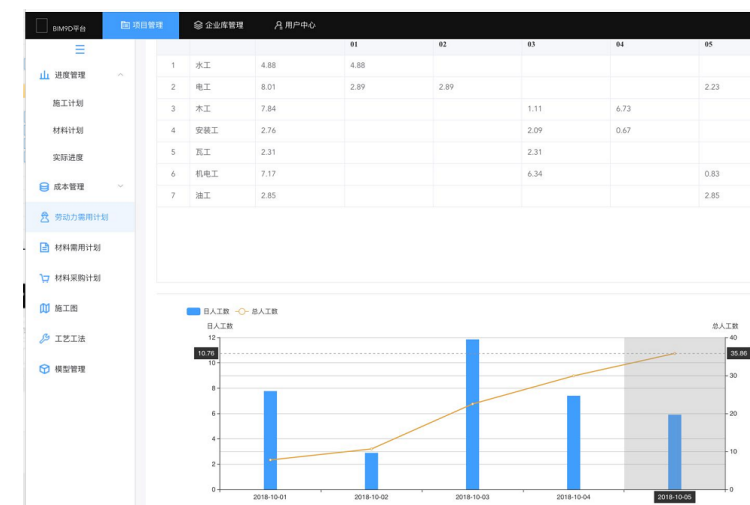 BIM9D平台 项目管理 企业库管理 用户中心
01 02 03 04 05
进度管理
施工计划
材料计划
实际进度
成本管理
劳动力需用计划
材料需用计划
材料采购计划
施工图
工艺工法
模型管理
1 水工 4.88 4.88
2 电工 8.01 2.89 2.89 2.23
3 木工 7.84 1.11 6.73
4 安装工 2.76 2.09 0.67
5 瓦工 2.31 2.31
6 机电工 7.17 6.34 0.83
7 油工 2.85 2.85
日人工数 总人工数
日人工数 总人工数
12 40
10.76 35.86
10
30
8
6 20
4
10
2
0 0
2018-10-01 2018-10-02 2018-10-03 2018-10-04 2018-10-05